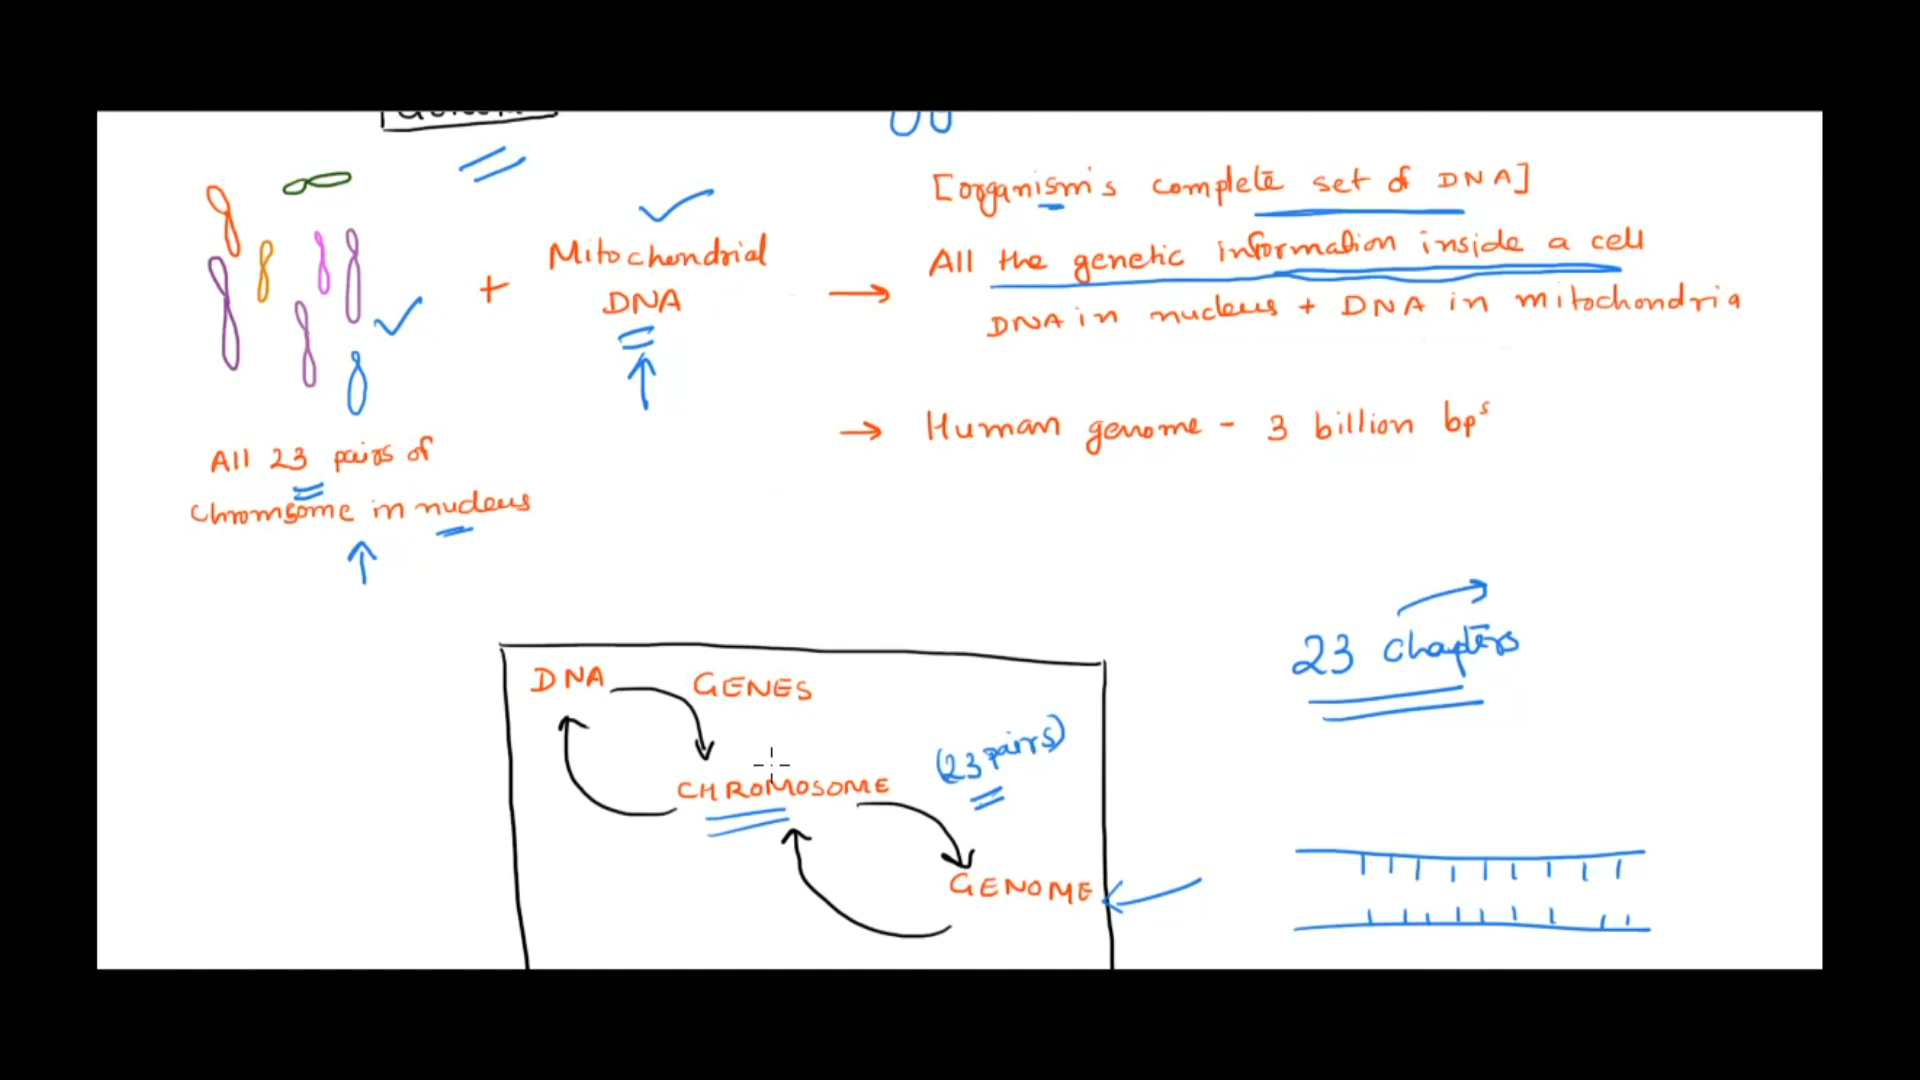 [organism's complete set of DNA]
All the genetic information inside a cell
DNA in nucleus + DNA in mitochondria
+ Mitochondrial
DNA
→ Human genome - 3 billion bps
All 23 pairs of
Chromsome in nucleus
23 chapters
DNA GENES
(23 pairs)
CHROMOSOME
GENOME